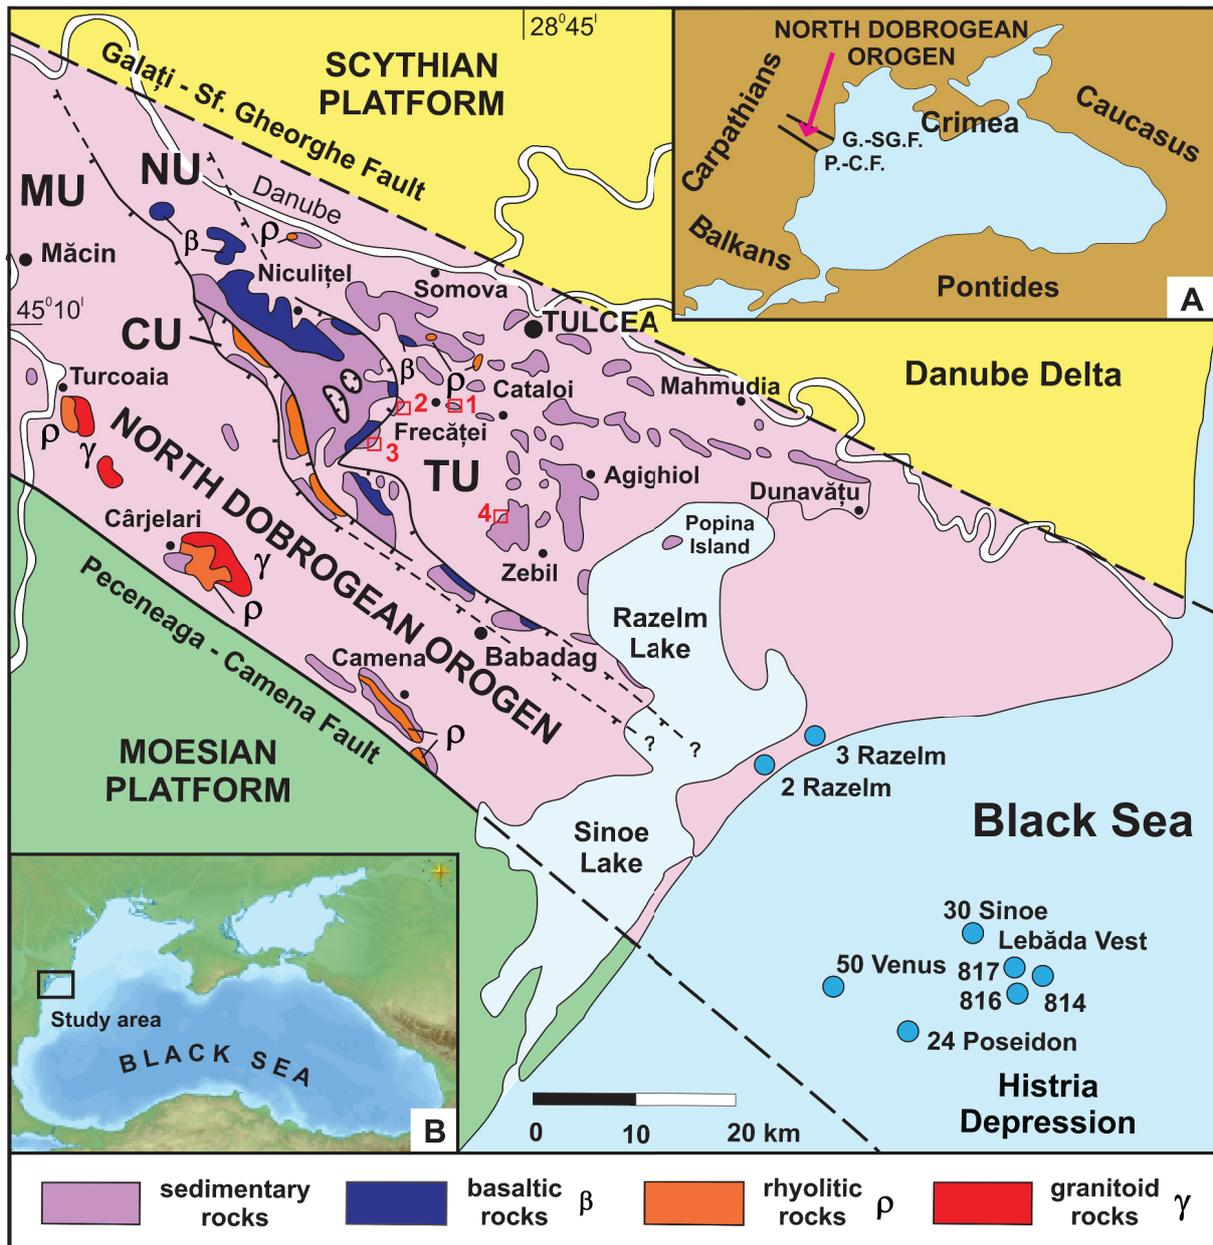 28°45'
SCYTHIAN
PLATFORM
Galați - Sf. Gheorghe Fault
NORTH DOBROGEAN
OROGEN
Carpathians
Crimea
Caucasus
G.-SG.F.
P.-C.F.
Balkans
Pontides
A
MU
NU
Danube
Măcin
β
ρ
Niculițel
Somova
45°10'
CU
TULCEA
Turcoaia
β
ρ
Cataloi
Mahmudia
Danube Delta
2
1
Frecăței
3
ρ
γ
TU
Agighiol
Dunavățu
4
NORTH DOBROGEAN OROGEN
Cârjelari
γ
ρ
Zebil
Popina
Island
Razelm
Lake
Peceneaga - Camena Fault
Camena
Babadag
ρ
?
?
MOESIAN
PLATFORM
3 Razelm
2 Razelm
Sinoe
Lake
Black Sea
30 Sinoe
Lebăda Vest
50 Venus
817
816
814
24 Poseidon
Histria
Depression
Study area
BLACK SEA
B
0 10 20 km
sedimentary
rocks
basaltic
rocks
β
rhyolitic
rocks
ρ
granitoid
rocks
γ